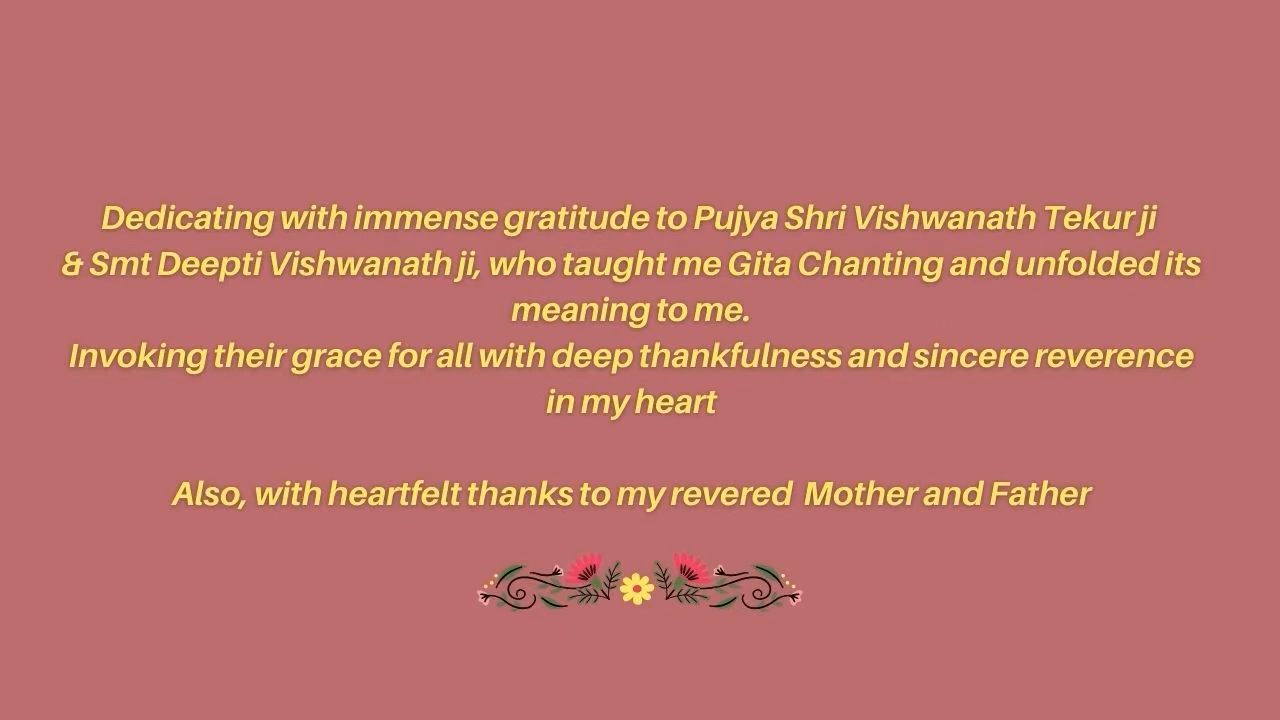 Dedicating with immense gratitude to Pujya Shri Vishwanath Tekur ji
& Smt Deepti Vishwanath ji, who taught me Gita Chanting and unfolded its
meaning to me.
Invoking their grace for all with deep thankfulness and sincere reverence
in my heart
Also, with heartfelt thanks to my revered Mother and Father